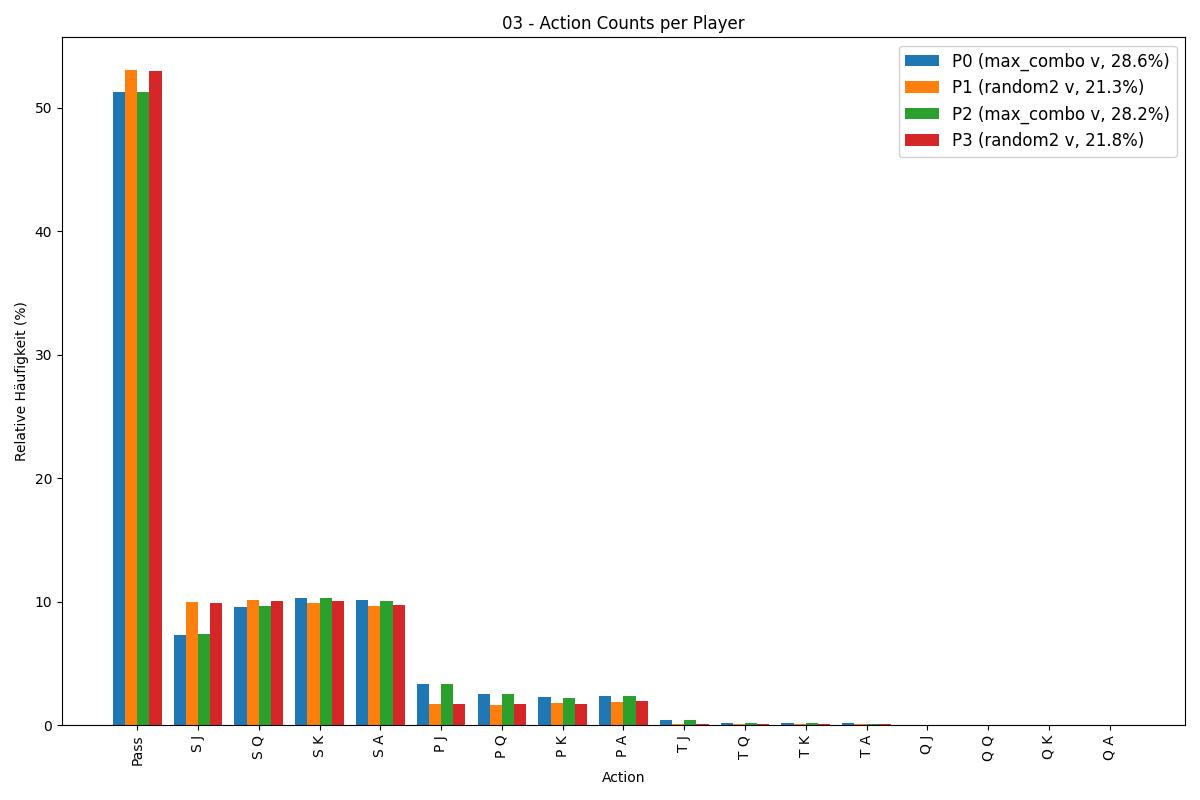 03 - Action Counts per Player
P0 (max_combo v, 28.6%)
P1 (random2 v, 21.3%)
P2 (max_combo v, 28.2%)
P3 (random2 v, 21.8%)
Relative Häufigkeit (%)
50
40
30
20
10
0
Pass
S J
S Q
S K
S A
P J
P Q
P K
P A
T J
T Q
T K
T A
Q J
Q Q
Q K
Q A
Action